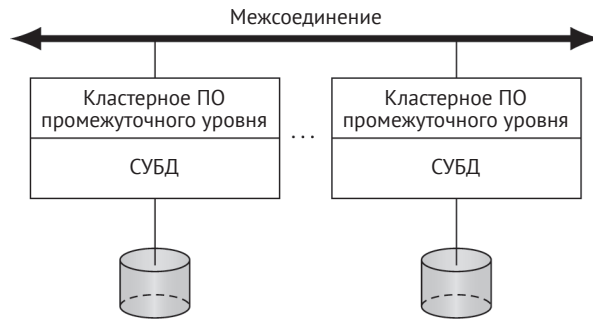 Межсоединение
Кластерное ПО
промежуточного уровня
СУБД
...
Кластерное ПО
промежуточного уровня
СУБД